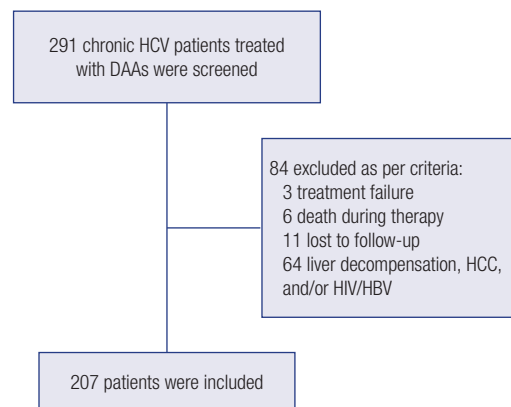 291 chronic HCV patients treated
with DAAs were screened
84 excluded as per criteria:
3 treatment failure
6 death during therapy
11 lost to follow-up
64 liver decompensation, HCC,
and/or HIV/HBV
207 patients were included